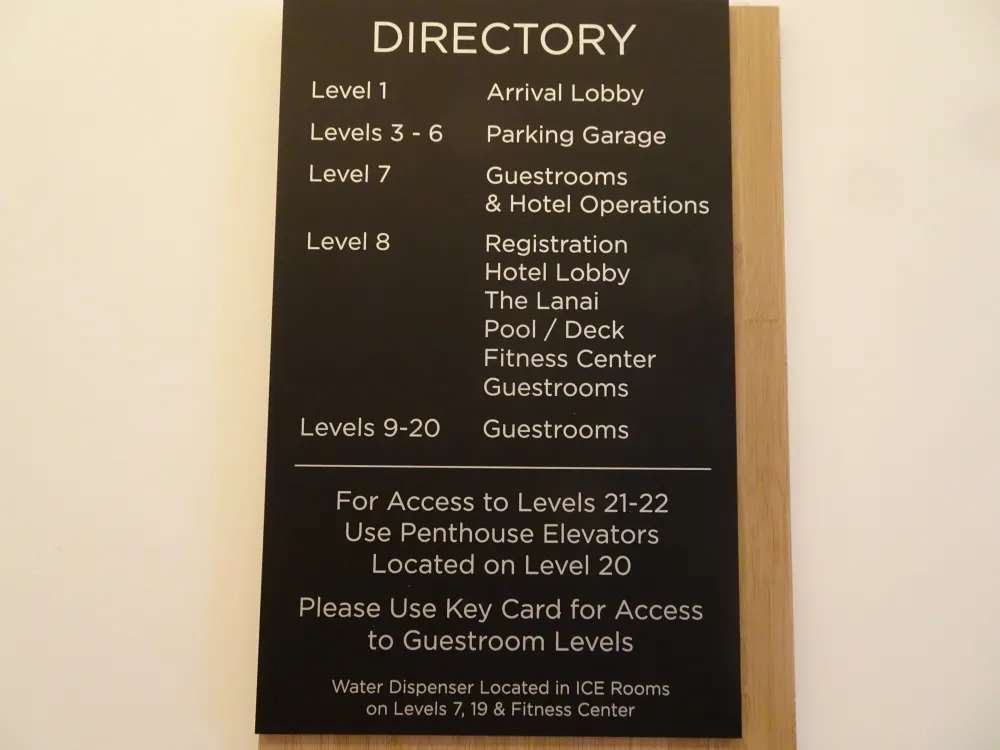 DIRECTORY
Level 1 Arrival Lobby
Levels 3 - 6 Parking Garage
Level 7 Guestrooms
& Hotel Operations
Level 8 Registration
Hotel Lobby
The Lanai
Pool / Deck
Fitness Center
Guestrooms
Levels 9-20 Guestrooms
For Access to Levels 21-22
Use Penthouse Elevators
Located on Level 20
Please Use Key Card for Access
to Guestroom Levels
Water Dispenser Located in ICE Rooms
on Levels 7, 19 & Fitness Center